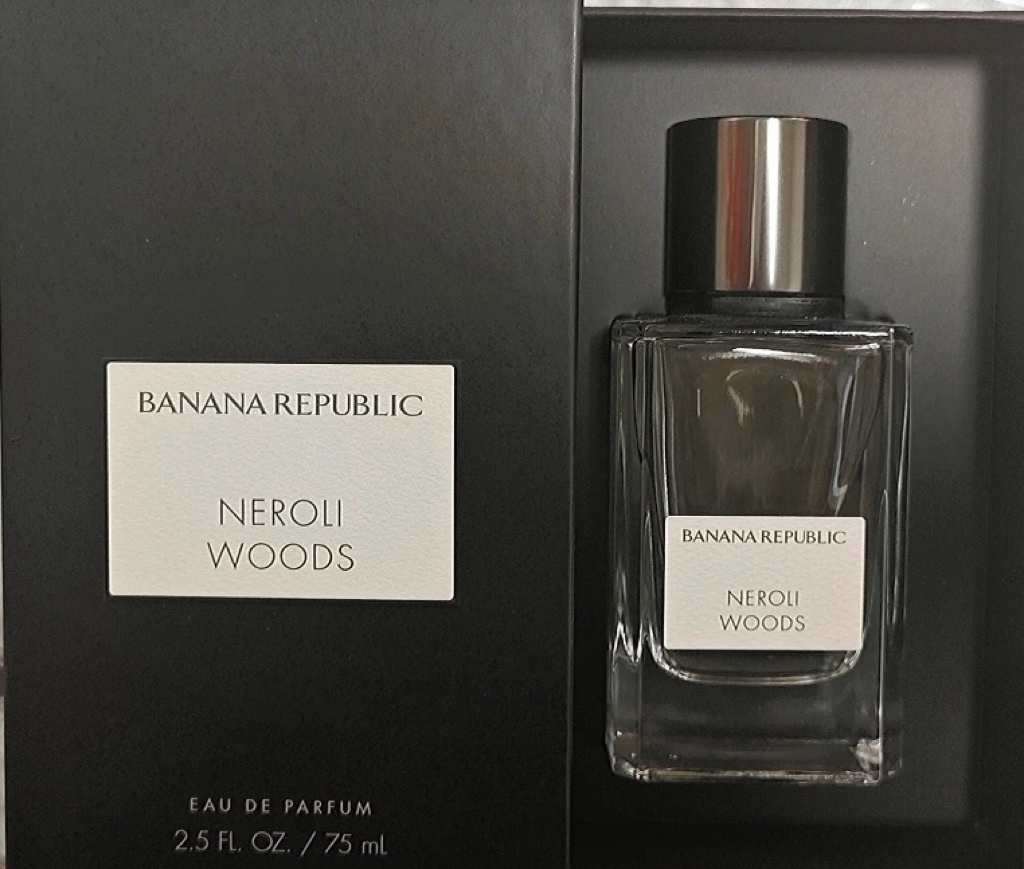 BANANA REPUBLIC
NEROLI
WOODS
EAU DE PARFUM
2.5 FL. OZ. / 75 mL
BANANA REPUBLIC
NEROLI
WOODS